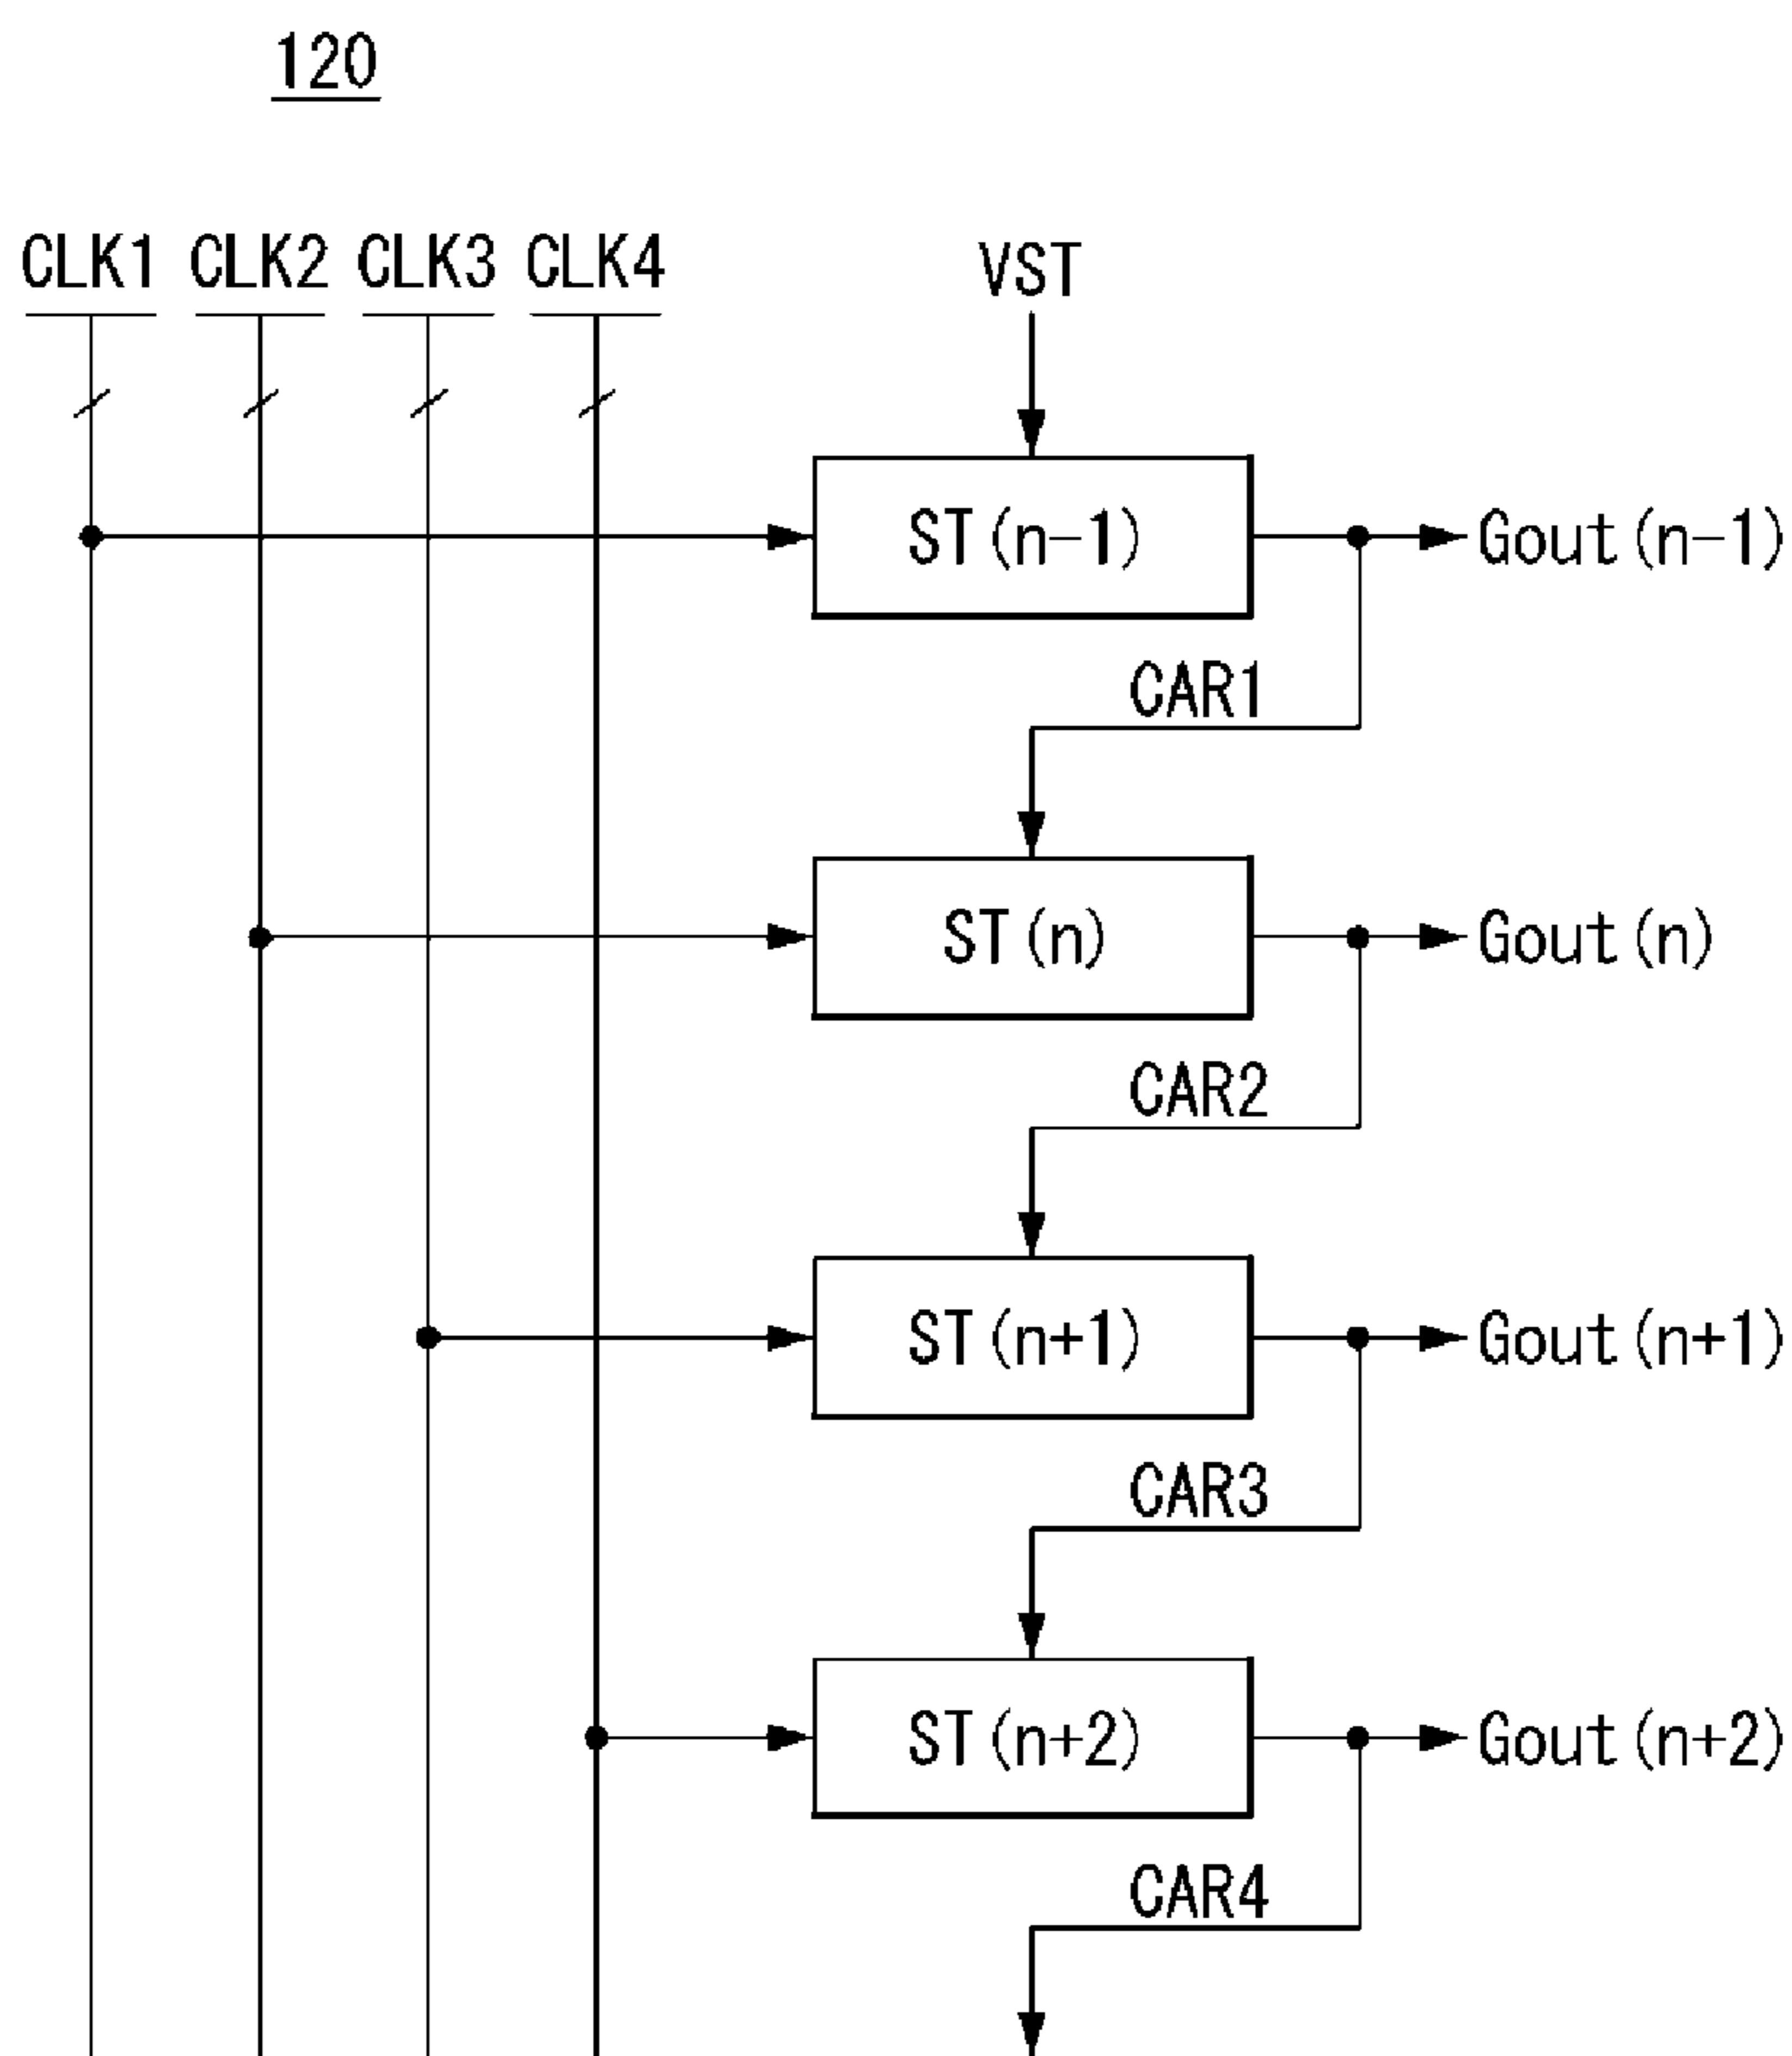 120
CLK1 CLK2 CLK3 CLK4 VST
ST(n-1) Gout(n-1)
CAR1
ST(n) Gout(n)
CAR2
ST(n+1) Gout(n+1)
CAR3
ST(n+2) Gout(n+2)
CAR4